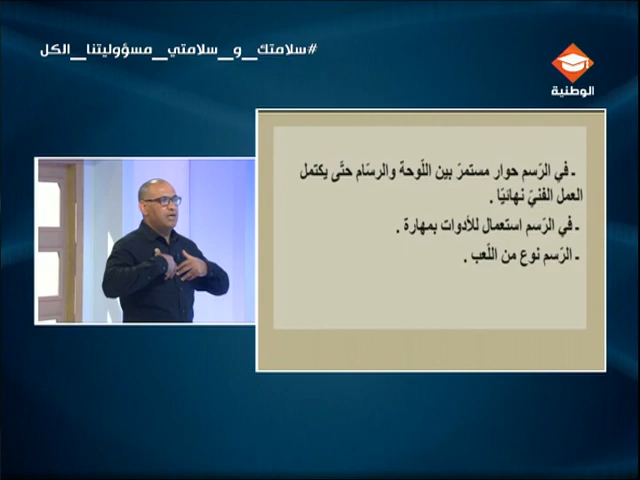 #سلامتك_و_سلامتي_مسؤوليتنا_الكل
الوطنية
- في الرّسم حوار مستمرّ بين اللّوحة والرسّام حتّى يكتمل
العمل الفنيّ نهائيّا .
- في الرّسم استعمال للأدوات بمهارة .
- الرّسم نوع من اللّعب .